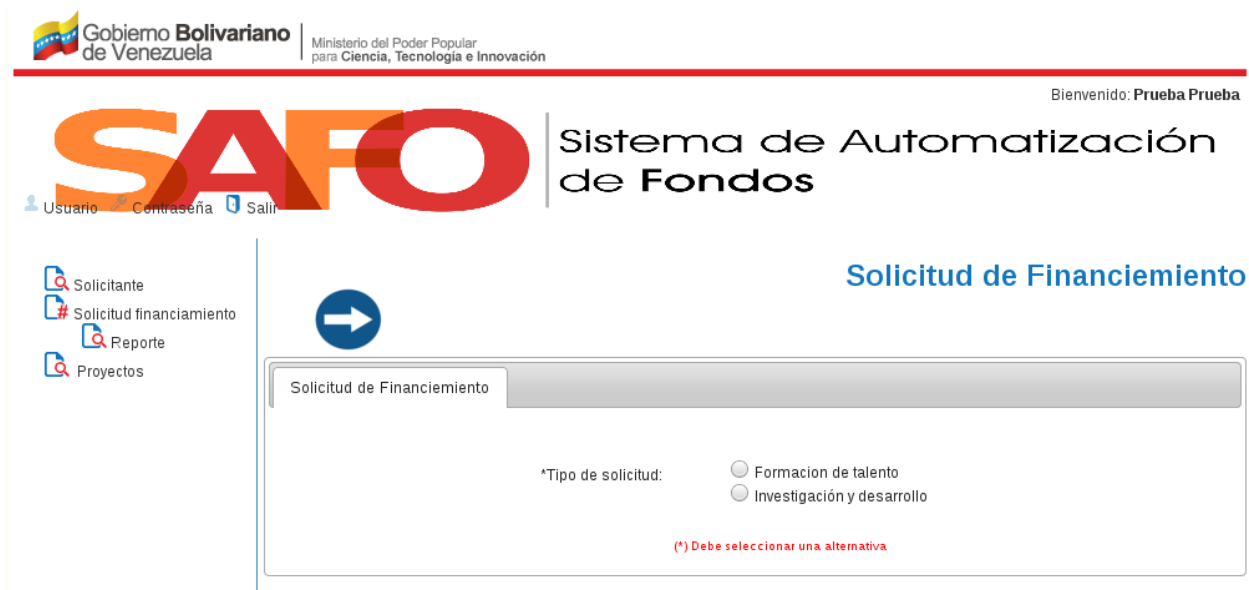 Gobierno Bolivariano
de Venezuela
Ministerio del Poder Popular
para Ciencia, Tecnología e Innovación
Bienvenido: Prueba Prueba
SAFO
Sistema de Automatización
de Fondos
Usuario Contraseña Salir
Solicitante
Solicitud financiamiento
Reporte
Proyectos
Solicitud de Financiemiento
Solicitud de Financiemiento
*Tipo de solicitud:
Formacion de talento
Investigación y desarrollo
(*) Debe seleccionar una alternativa